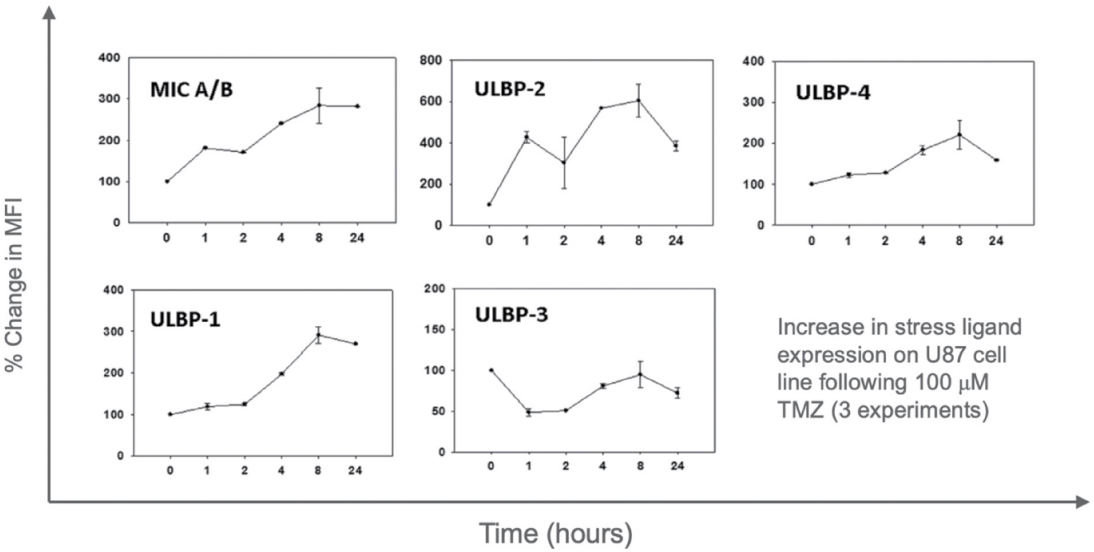 % Change in MFI
MIC A/B
400
300
200
100
0
0 1 2 4 8 24
ULBP-2
800
600
400
200
0
0 1 2 4 8 24
ULBP-4
400
300
200
100
0
0 1 2 4 8 24
ULBP-1
400
300
200
100
0
0 1 2 4 8 24
ULBP-3
200
150
100
50
0
0 1 2 4 8 24
Increase in stress ligand
expression on U87 cell
line following 100 μM
TMZ (3 experiments)
Time (hours)